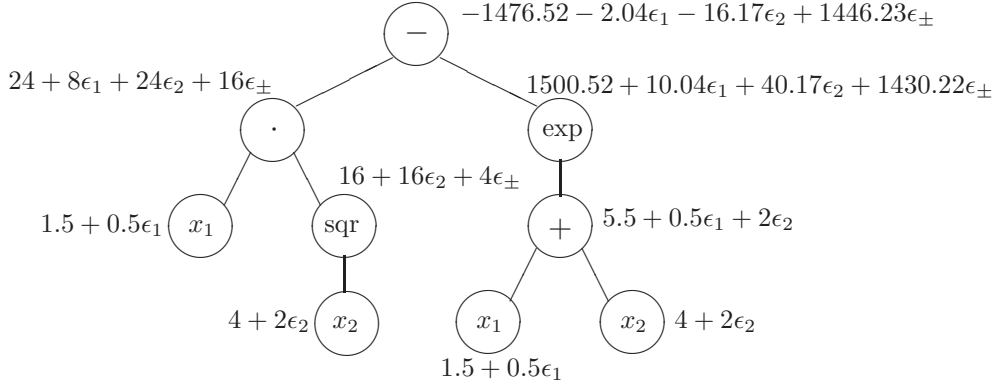 −
−1476.52 − 2.04ϵ₁ − 16.17ϵ₂ + 1446.23ϵ±
24 + 8ϵ₁ + 24ϵ₂ + 16ϵ±
1500.52 + 10.04ϵ₁ + 40.17ϵ₂ + 1430.22ϵ±
·
exp
16 + 16ϵ₂ + 4ϵ±
1.5 + 0.5ϵ₁
x₁
sqr
+
5.5 + 0.5ϵ₁ + 2ϵ₂
4 + 2ϵ₂
x₂
x₁
x₂
4 + 2ϵ₂
1.5 + 0.5ϵ₁